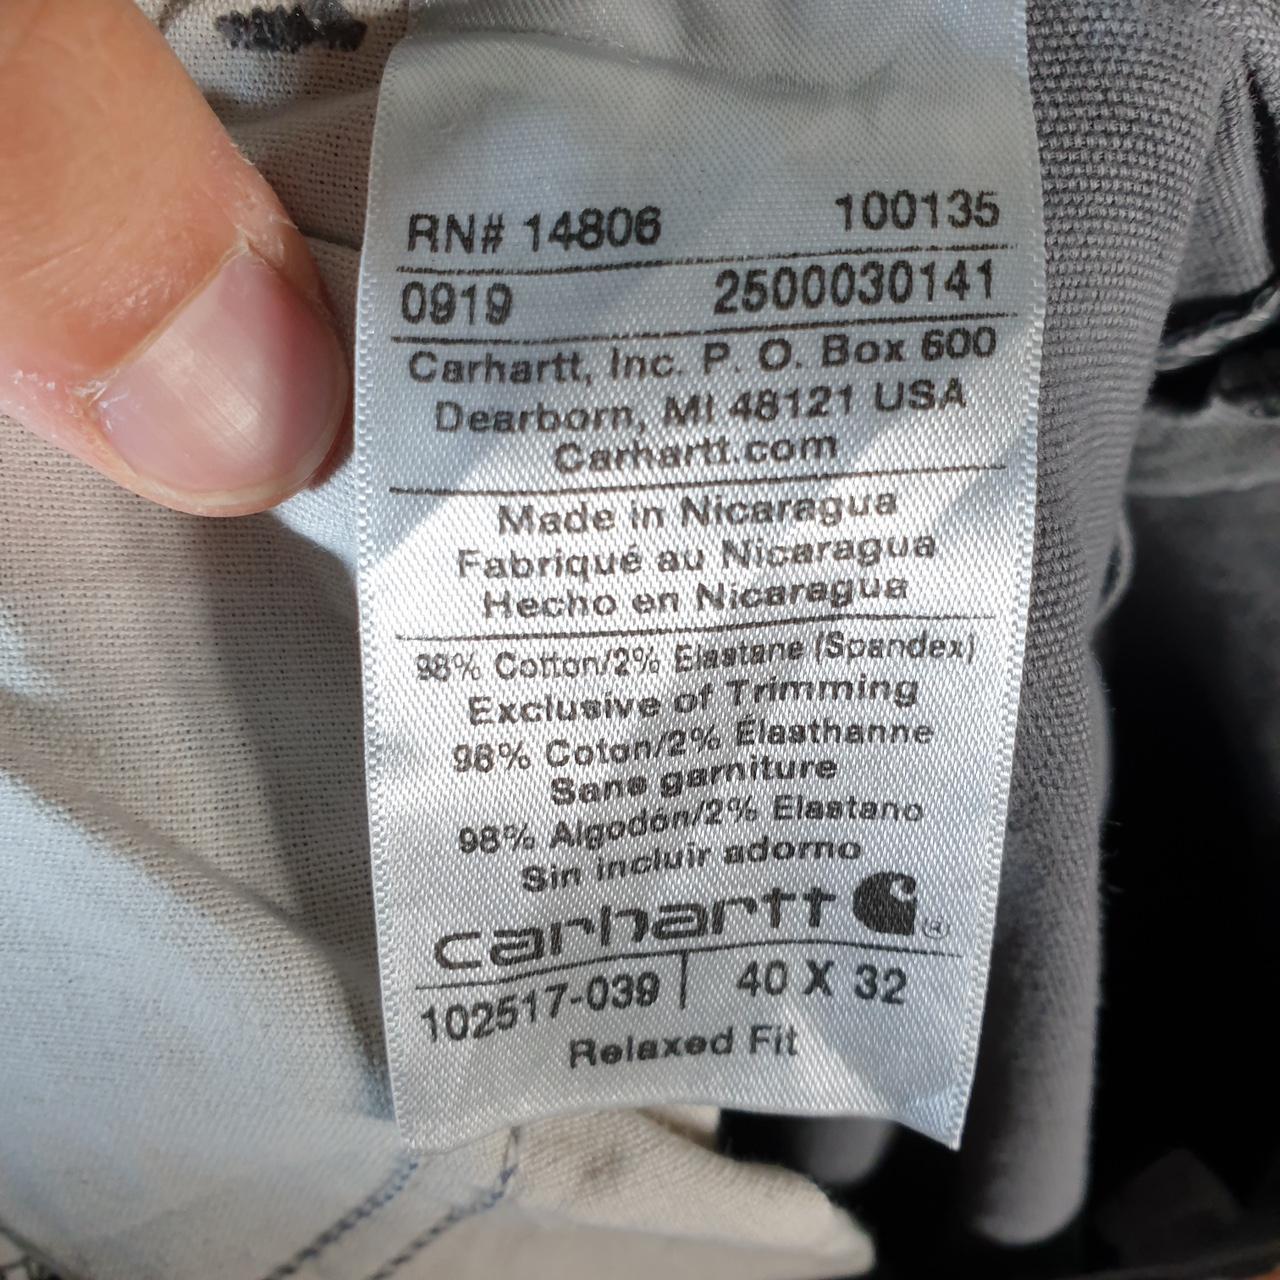 RN# 14806 100135
0919 2500030141
Carhartt, Inc. P. O. Box 600
Dearborn, MI 48121 USA
Carhartt.com
Made in Nicaragua
Fabriqué au Nicaragua
Hecho en Nicaragua
98% Cotton/2% Elastane (Spandex)
Exclusive of Trimming
98% Coton/2% Élasthanne
Sans garniture
98% Algodón/2% Elastano
Sin incluir adorno
carhartt ®
102517-039 | 40 X 32
Relaxed Fit